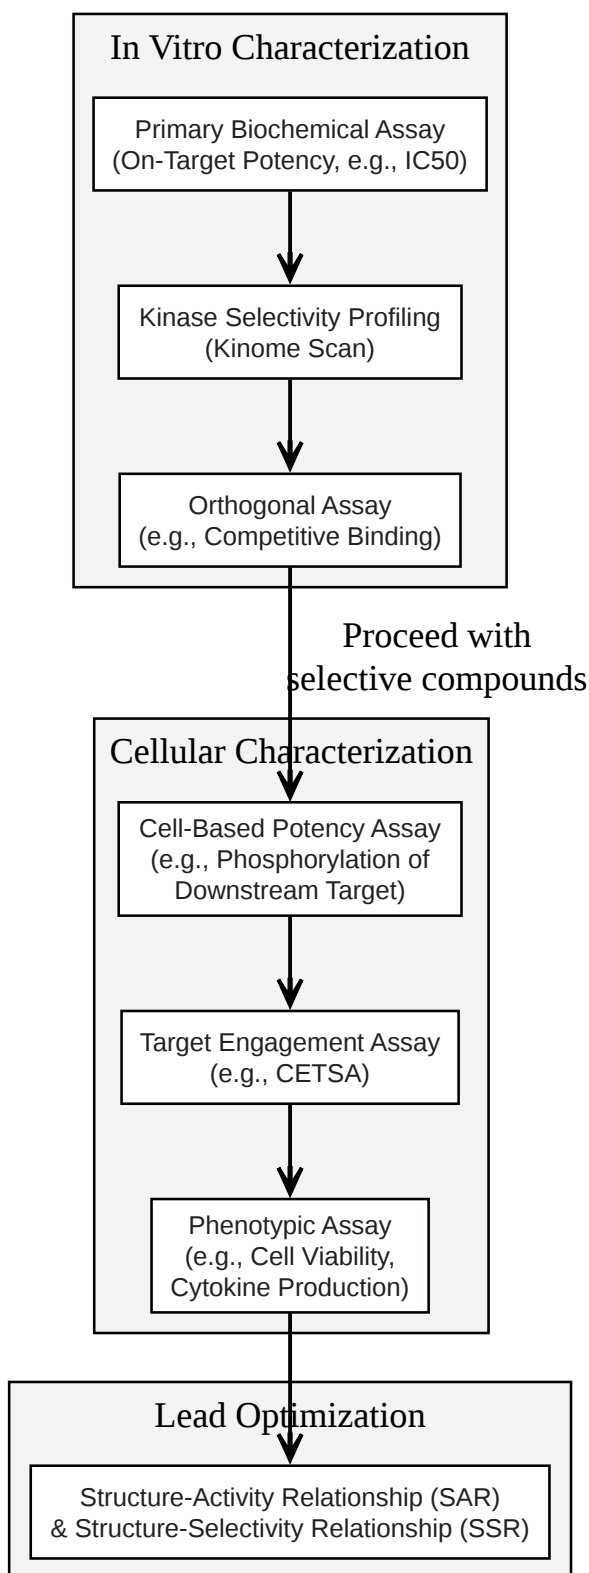 In Vitro Characterization
Primary Biochemical Assay
(On-Target Potency, e.g., IC50)
Kinase Selectivity Profiling
(Kinome Scan)
Orthogonal Assay
(e.g., Competitive Binding)
Proceed with
selective compounds
Cellular Characterization
Cell-Based Potency Assay
(e.g., Phosphorylation of
Downstream Target)
Target Engagement Assay
(e.g., CETSA)
Phenotypic Assay
(e.g., Cell Viability,
Cytokine Production)
Lead Optimization
Structure-Activity Relationship (SAR)
& Structure-Selectivity Relationship (SSR)